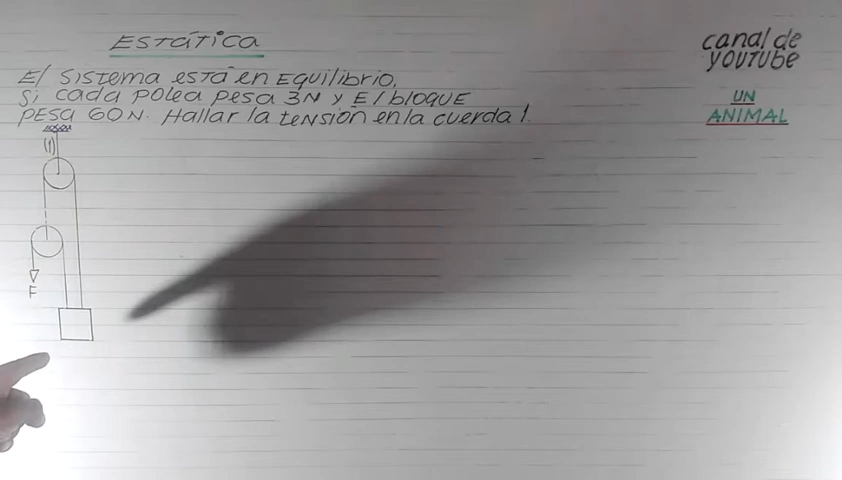 Estática
canal de
youtube
UN
ANIMAL
El sistema está en Equilibrio,
Si cada polea pesa 3N y El bloque
pesa 60N. Hallar la tensión en la cuerda 1.
(1)
F